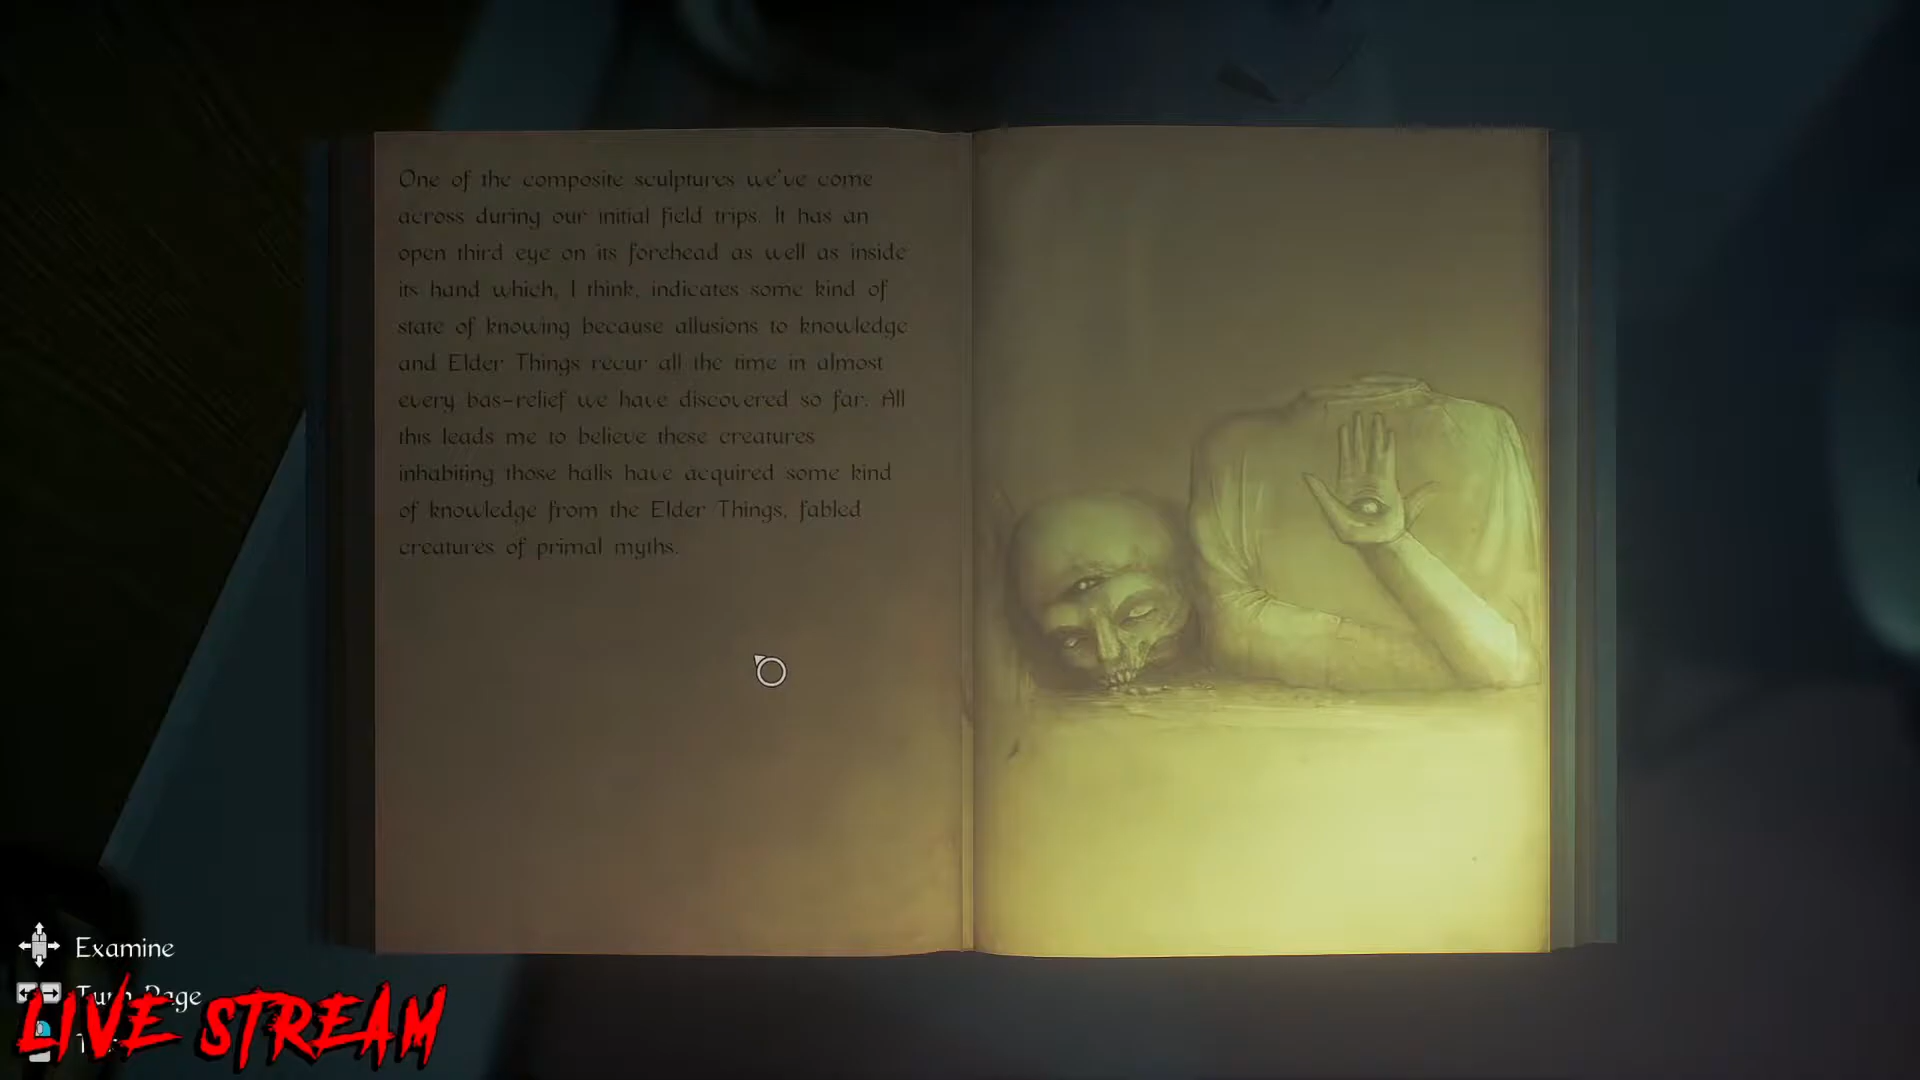 One of the composite sculptures we've come
across during our initial field trips. It has an
open third eye on its forehead as well as inside
its hand which, I think, indicates some kind of
state of knowing because allusions to knowledge
and Elder Things recur all the time in almost
every bas-relief we have discovered so far. All
this leads me to believe these creatures
inhabiting those halls have acquired some kind
of knowledge from the Elder Things, fabled
creatures of primal myths.
Examine
Turn Page
LIVE STREAM